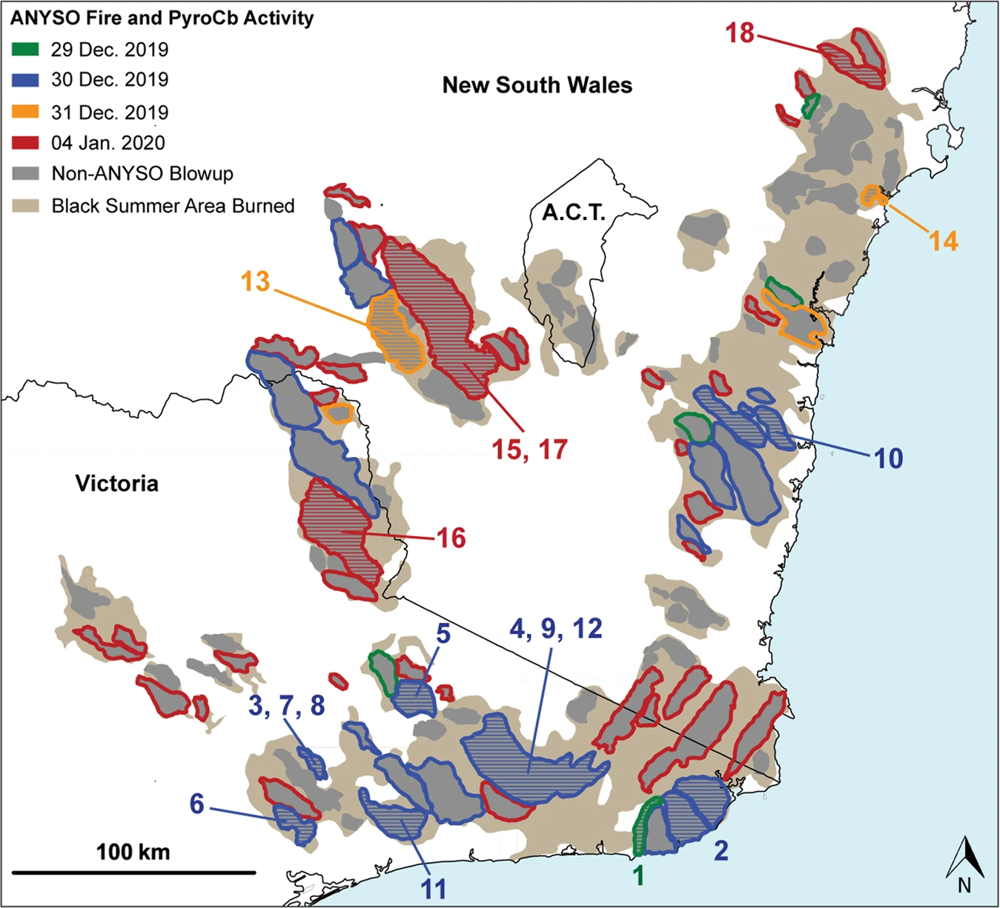 ANYSO Fire and PyroCb Activity
29 Dec. 2019
30 Dec. 2019
31 Dec. 2019
04 Jan. 2020
Non-ANYSO Blowup
Black Summer Area Burned
New South Wales
18
A.C.T.
14
13
15, 17
10
Victoria
16
5
4, 9, 12
3, 7, 8
6
100 km
2
1
11
N